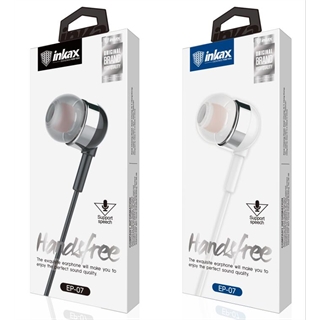 inkax
ORIGINAL
BRAND
Support
speech
Handsfree
The exquisite earphone will make you to
enjoy the perfect sound quality.
EP-07
inkax
ORIGINAL
BRAND
Support
speech
Handsfree
The exquisite earphone will make you to
enjoy the perfect sound quality.
EP-07